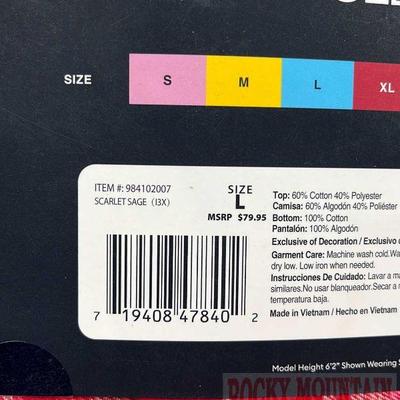 SIZE S M L XL
ITEM #: 984102007
SCARLET SAGE (I3X)
SIZE
L
MSRP $79.95
Top: 60% Cotton 40% Polyester
Camisa: 60% Algodón 40% Poliéster
Bottom: 100% Cotton
Pantalón: 100% Algodón
Exclusive of Decoration / Exclusivo
Garment Care: Machine wash cold.
dry low. Low iron when needed.
Instrucciones De Cuidado: Lavar a
similares.No usar blanqueador.Secar a
temperatura baja.
Made in Vietnam / Hecho en Vietnam
7 19408 47840 2
Model Height 6'2" Shown Wearing
ROCKY MOUNTAIN